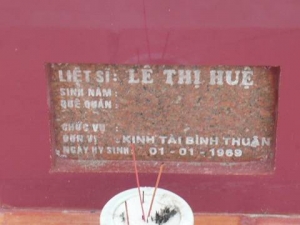 LIỆT SĨ: LÊ THỊ HUỆ
SINH NĂM :
QUÊ QUÁN :
CHỨC VỤ :
ĐƠN VỊ : KINH TÀI BÌNH THUẬN
NGÀY HY SINH: 01-01-1969